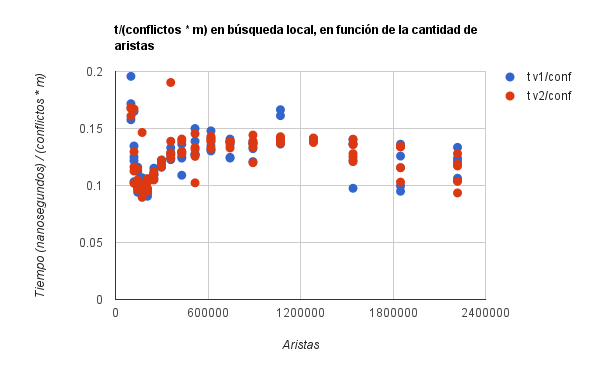 t/(conflictos * m) en búsqueda local, en función de la cantidad de
aristas
Tiempo (nanosegundos) / (conflictos * m)
0.2
0.15
0.1
0.05
0
0
600000
1200000
1800000
2400000
Aristas
t v1/conf
t v2/conf